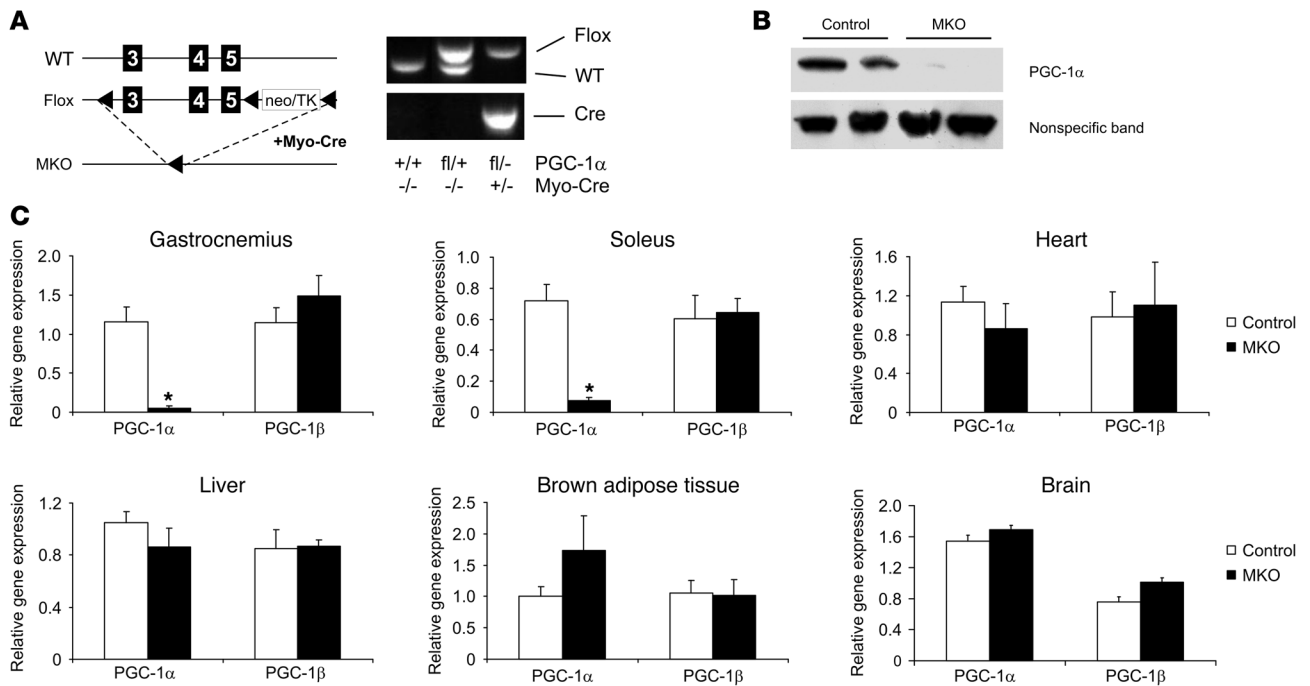 A
WT 3 4 5
Flox 3 4 5 neo/TK
+Myo-Cre
MKO
Flox
WT
Cre
+/+ fl/+ fl/- PGC-1α
-/- -/- +/- Myo-Cre
B
Control MKO
PGC-1α
Nonspecific band
C
Gastrocnemius
Relative gene expression
2.0
1.5
1.0
0.5
0
*
PGC-1α PGC-1β
Soleus
Relative gene expression
1.0
0.8
0.6
0.4
0.2
0
*
PGC-1α PGC-1β
Heart
Relative gene expression
1.6
1.2
0.8
0.4
0
PGC-1α PGC-1β
Control
MKO
Liver
Relative gene expression
1.2
0.8
0.4
0
PGC-1α PGC-1β
Brown adipose tissue
Relative gene expression
2.5
2.0
1.5
1.0
0.5
0
PGC-1α PGC-1β
Brain
Relative gene expression
2.0
1.6
1.2
0.8
0.4
0
PGC-1α PGC-1β
Control
MKO